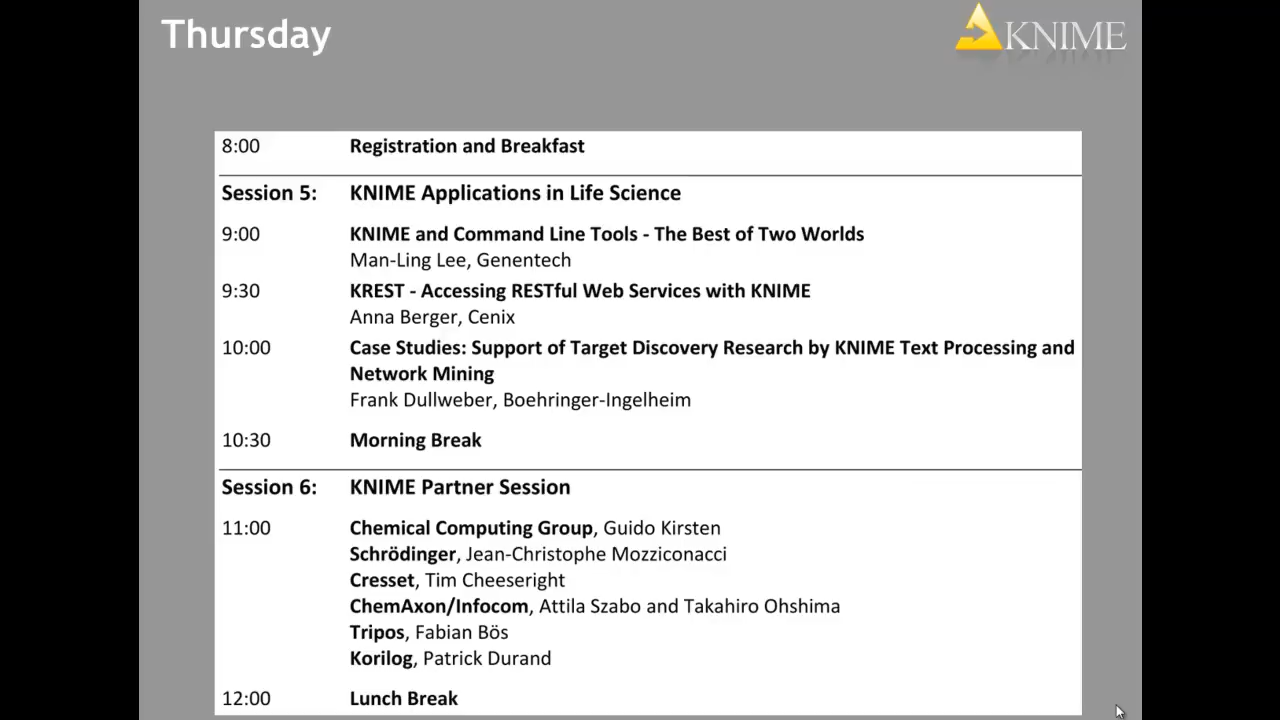 Thursday
KNIME
8:00 Registration and Breakfast
Session 5: KNIME Applications in Life Science
9:00 KNIME and Command Line Tools - The Best of Two Worlds
Man-Ling Lee, Genentech
9:30 KREST - Accessing RESTful Web Services with KNIME
Anna Berger, Cenix
10:00 Case Studies: Support of Target Discovery Research by KNIME Text Processing and
Network Mining
Frank Dullweber, Boehringer-Ingelheim
10:30 Morning Break
Session 6: KNIME Partner Session
11:00 Chemical Computing Group, Guido Kirsten
Schrödinger, Jean-Christophe Mozziconacci
Cresset, Tim Cheeseright
ChemAxon/Infocom, Attila Szabo and Takahiro Ohshima
Tripos, Fabian Bös
Korilog, Patrick Durand
12:00 Lunch Break